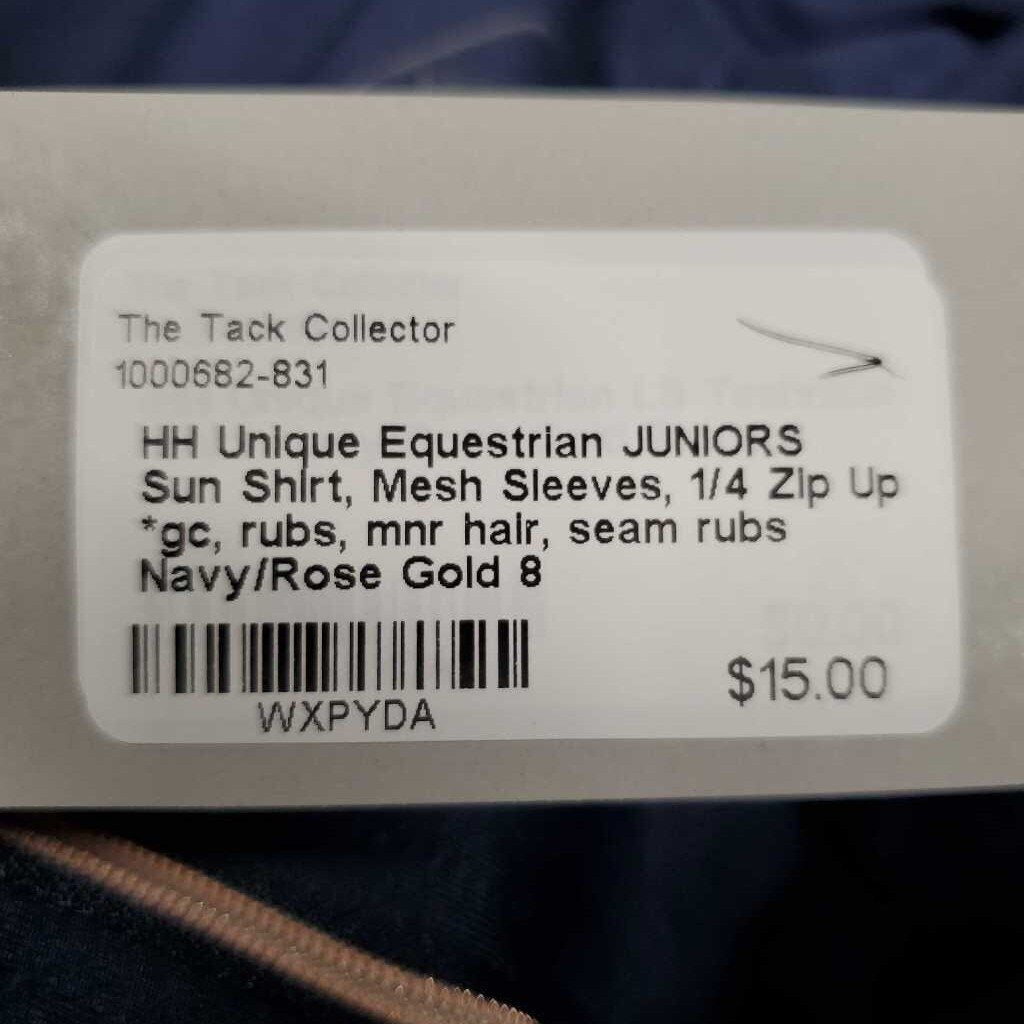 The Tack Collector
1000682-831
HH Unique Equestrian JUNIORS
Sun Shirt, Mesh Sleeves, 1/4 Zip Up
*gc, rubs, mnr hair, seam rubs
Navy/Rose Gold 8
WXPYDA
$15.00